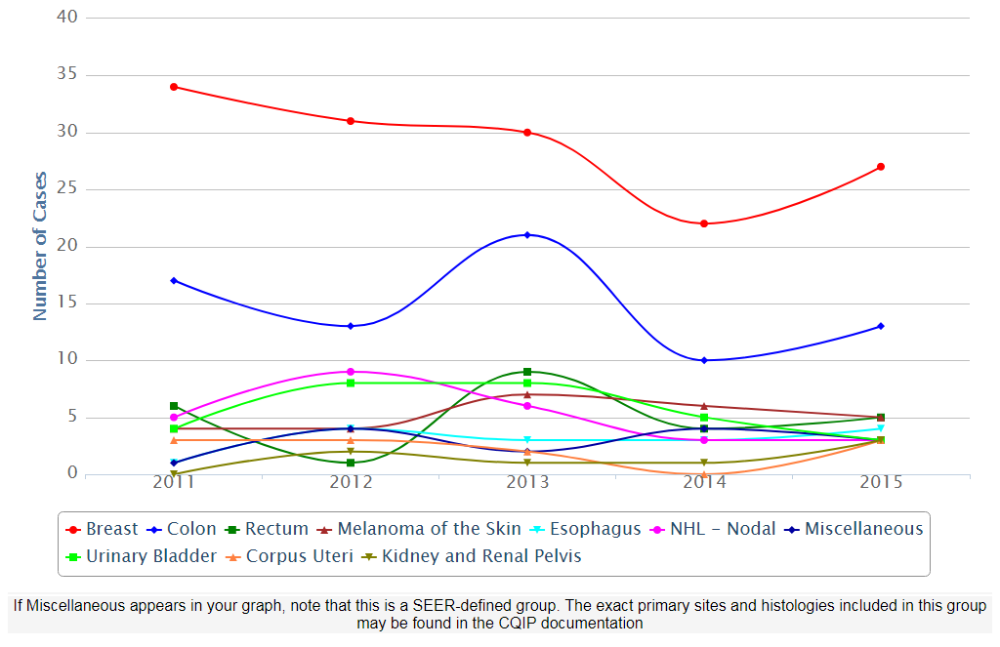 40
35
30
25
20
15
10
5
0
Number of Cases
2011 2012 2013 2014 2015
Breast Colon Rectum Melanoma of the Skin Esophagus NHL - Nodal Miscellaneous
Urinary Bladder Corpus Uteri Kidney and Renal Pelvis
If Miscellaneous appears in your graph, note that this is a SEER-defined group. The exact primary sites and histologies included in this group
may be found in the CQIP documentation